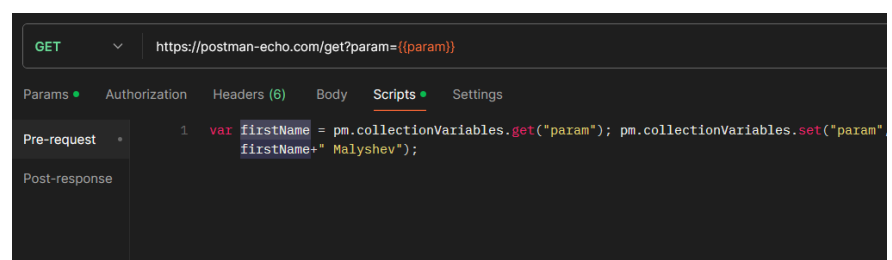 GET https://postman-echo.com/get?param={{param}}
Params Authorization Headers (6) Body Scripts Settings
Pre-request 1 var firstName = pm.collectionVariables.get("param"); pm.collectionVariables.set("param",
firstName+" Malyshev");
Post-response